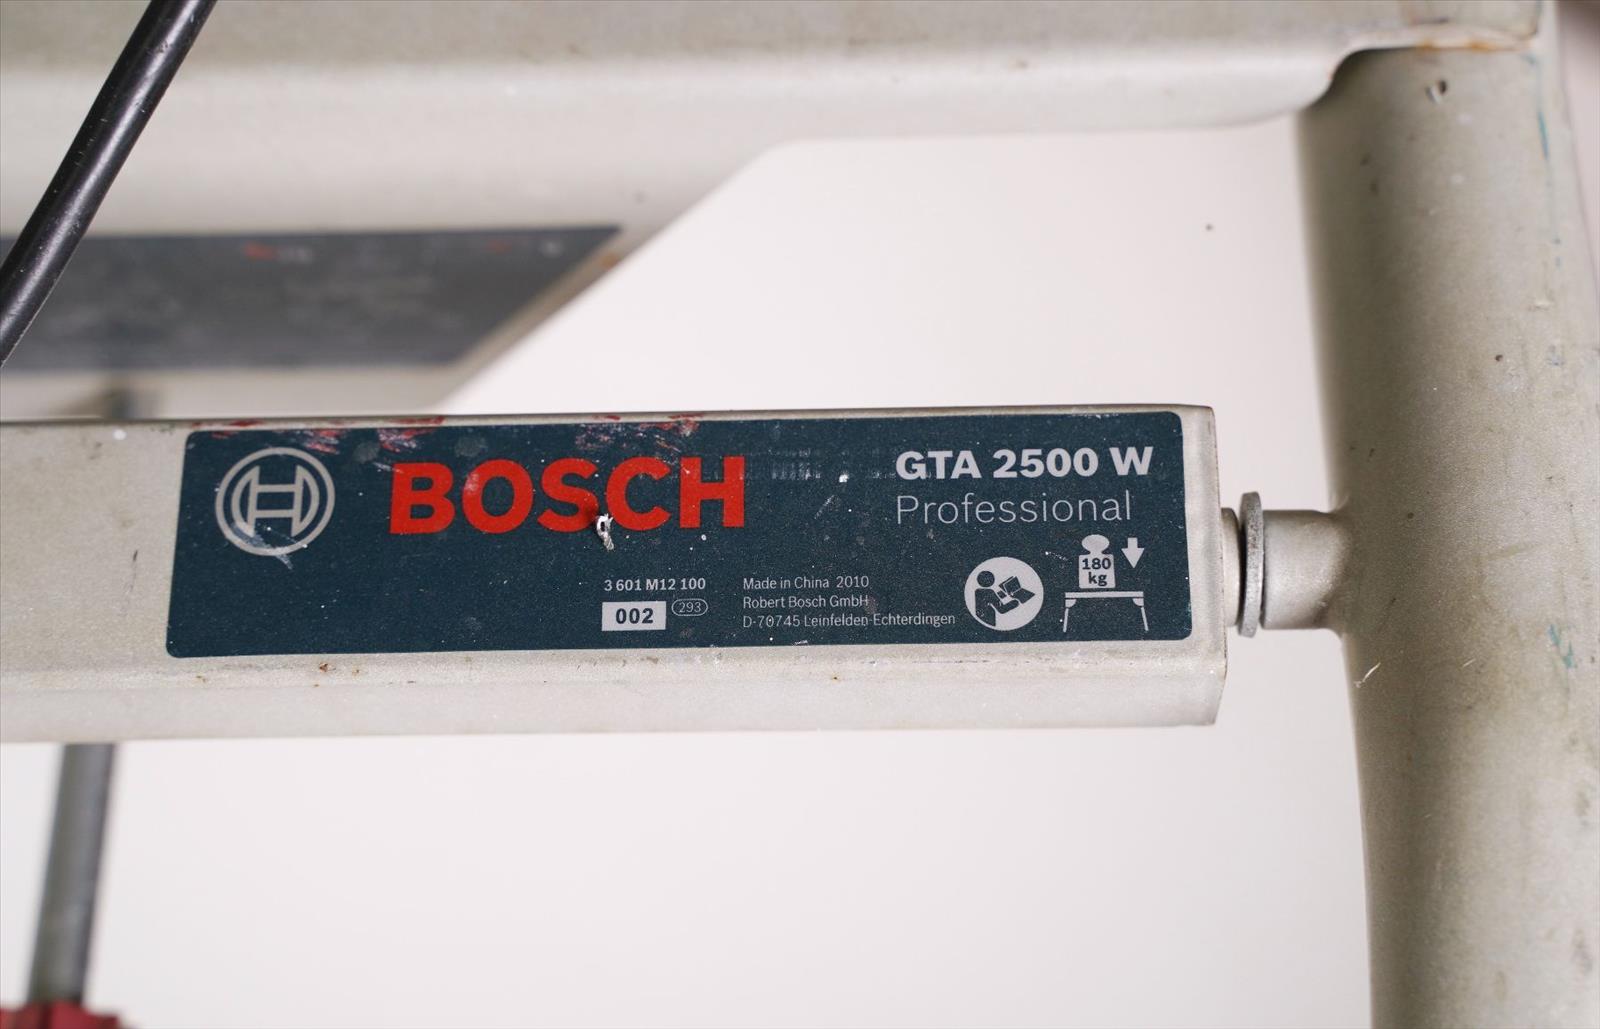 BOSCH
GTA 2500 W
Professional
180
kg
3 601 M12 100
002 293
Made in China 2010
Robert Bosch GmbH
D-70745 Leinfelden-Echterdingen